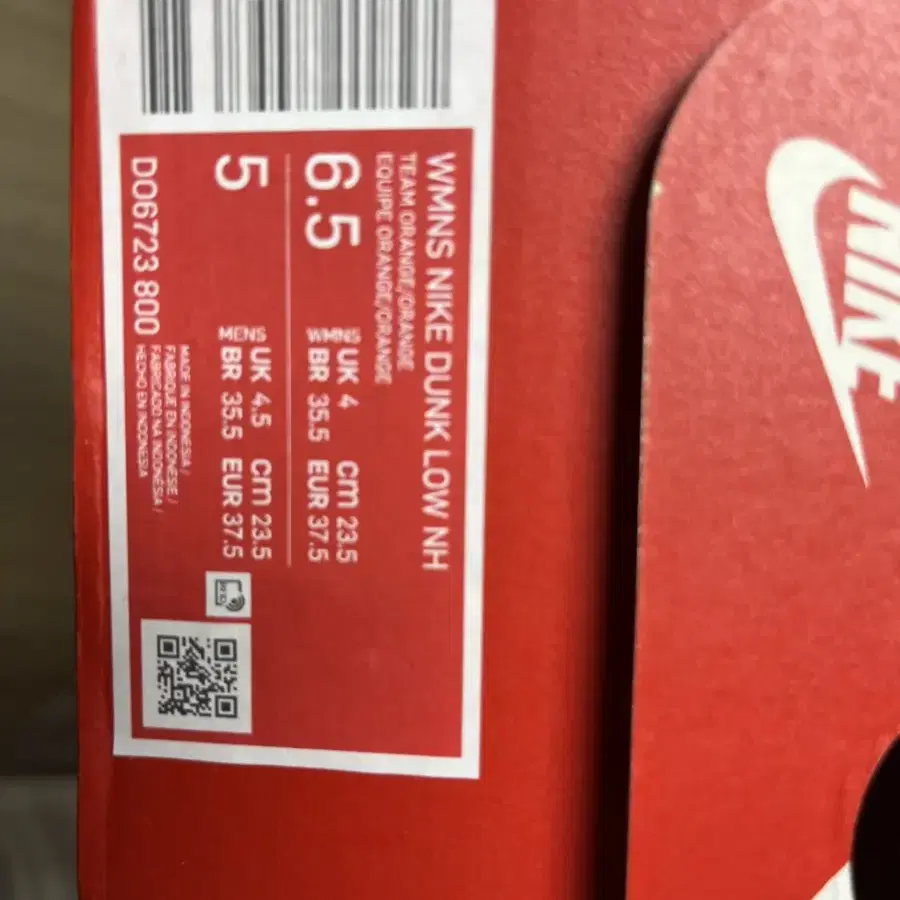 WMNS NIKE DUNK LOW NH
TEAM ORANGE/ORANGE
EQUIPE ORANGE/ORANGE
6.5
WMNS
UK 4 cm 23.5
BR 35.5 EUR 37.5
5
MENS
UK 4.5 cm 23.5
BR 35.5 EUR 37.5
DO6723 800
MADE IN INDONESIA /
FABRIQUE EN INDONESIE /
FABRICADO NA INDONESIA /
HECHO EN INDONESIA
NIKE